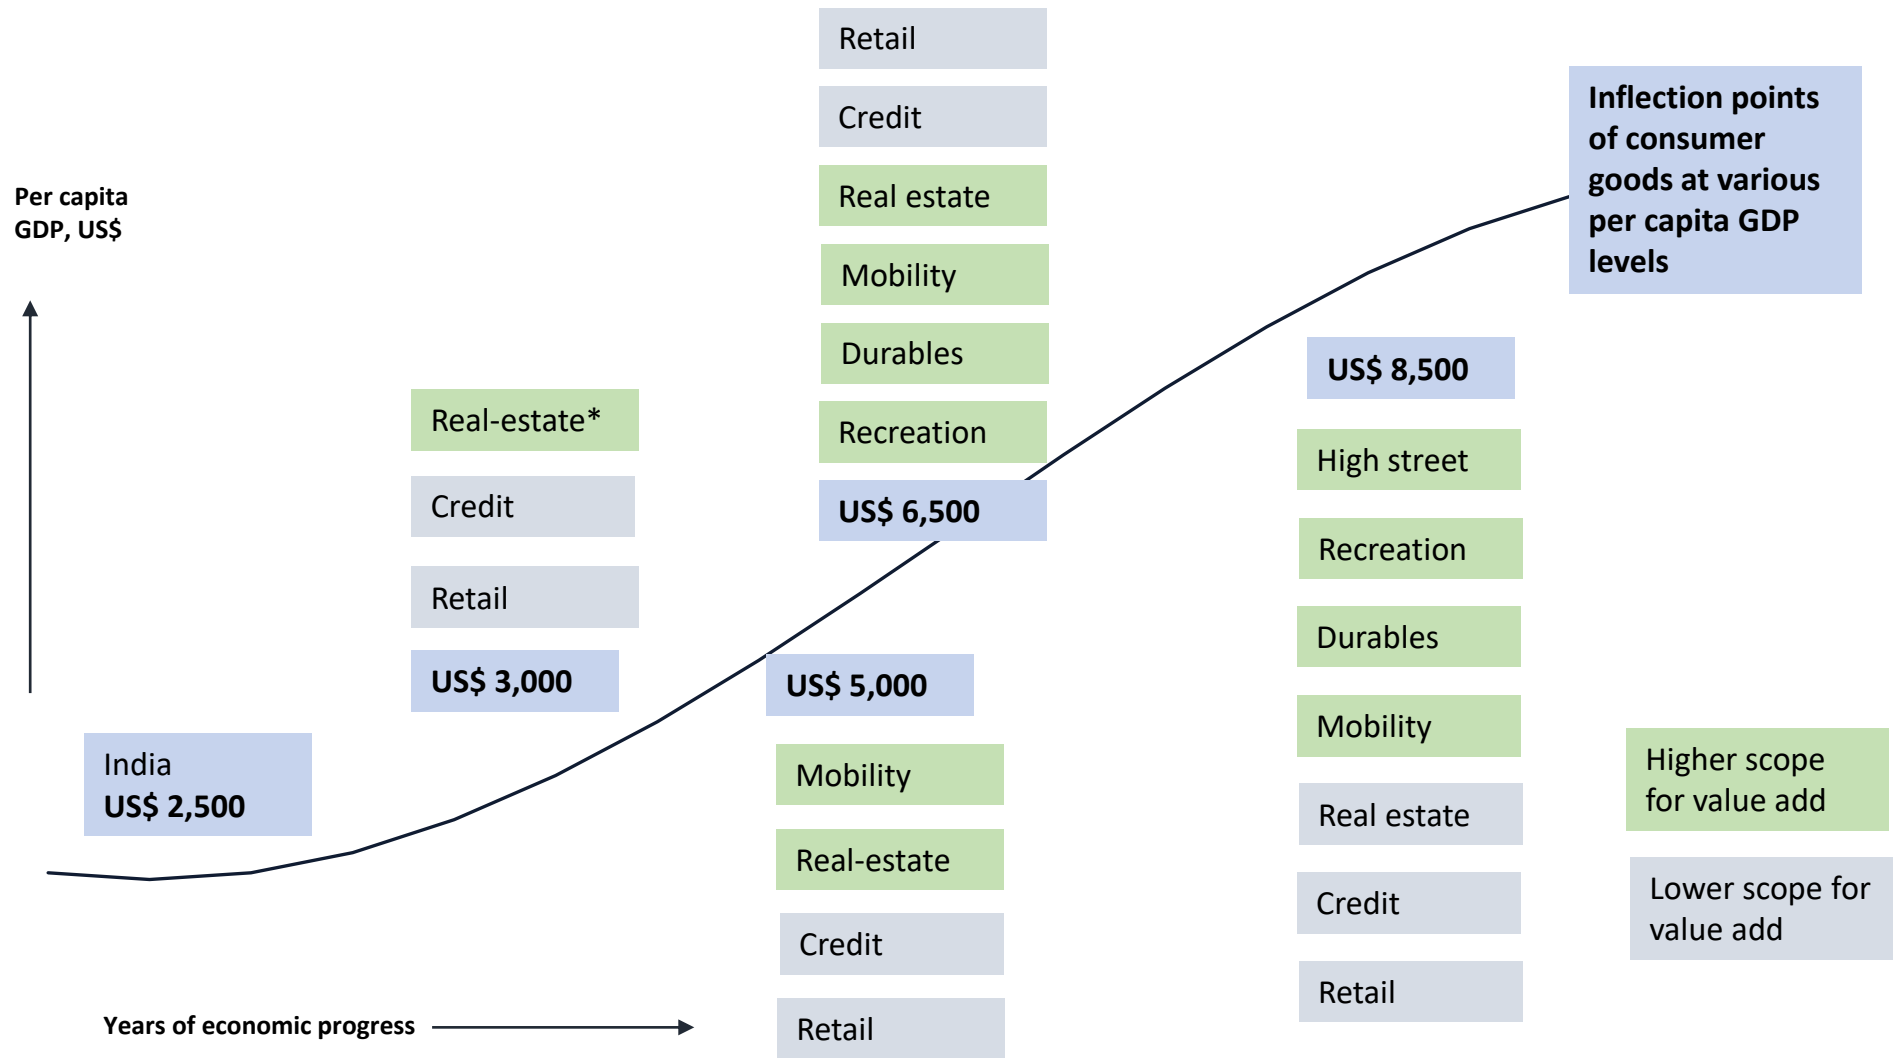 Per capita
GDP, US$
India
US$ 2,500
Real-estate*
Credit
Retail
US$ 3,000
Retail
Credit
Real estate
Mobility
Durables
Recreation
US$ 6,500
US$ 5,000
Mobility
Real-estate
Credit
Retail
Inflection points
of consumer
goods at various
per capita GDP
levels
US$ 8,500
High street
Recreation
Durables
Mobility
Real estate
Credit
Retail
Higher scope
for value add
Lower scope for
value add
Years of economic progress